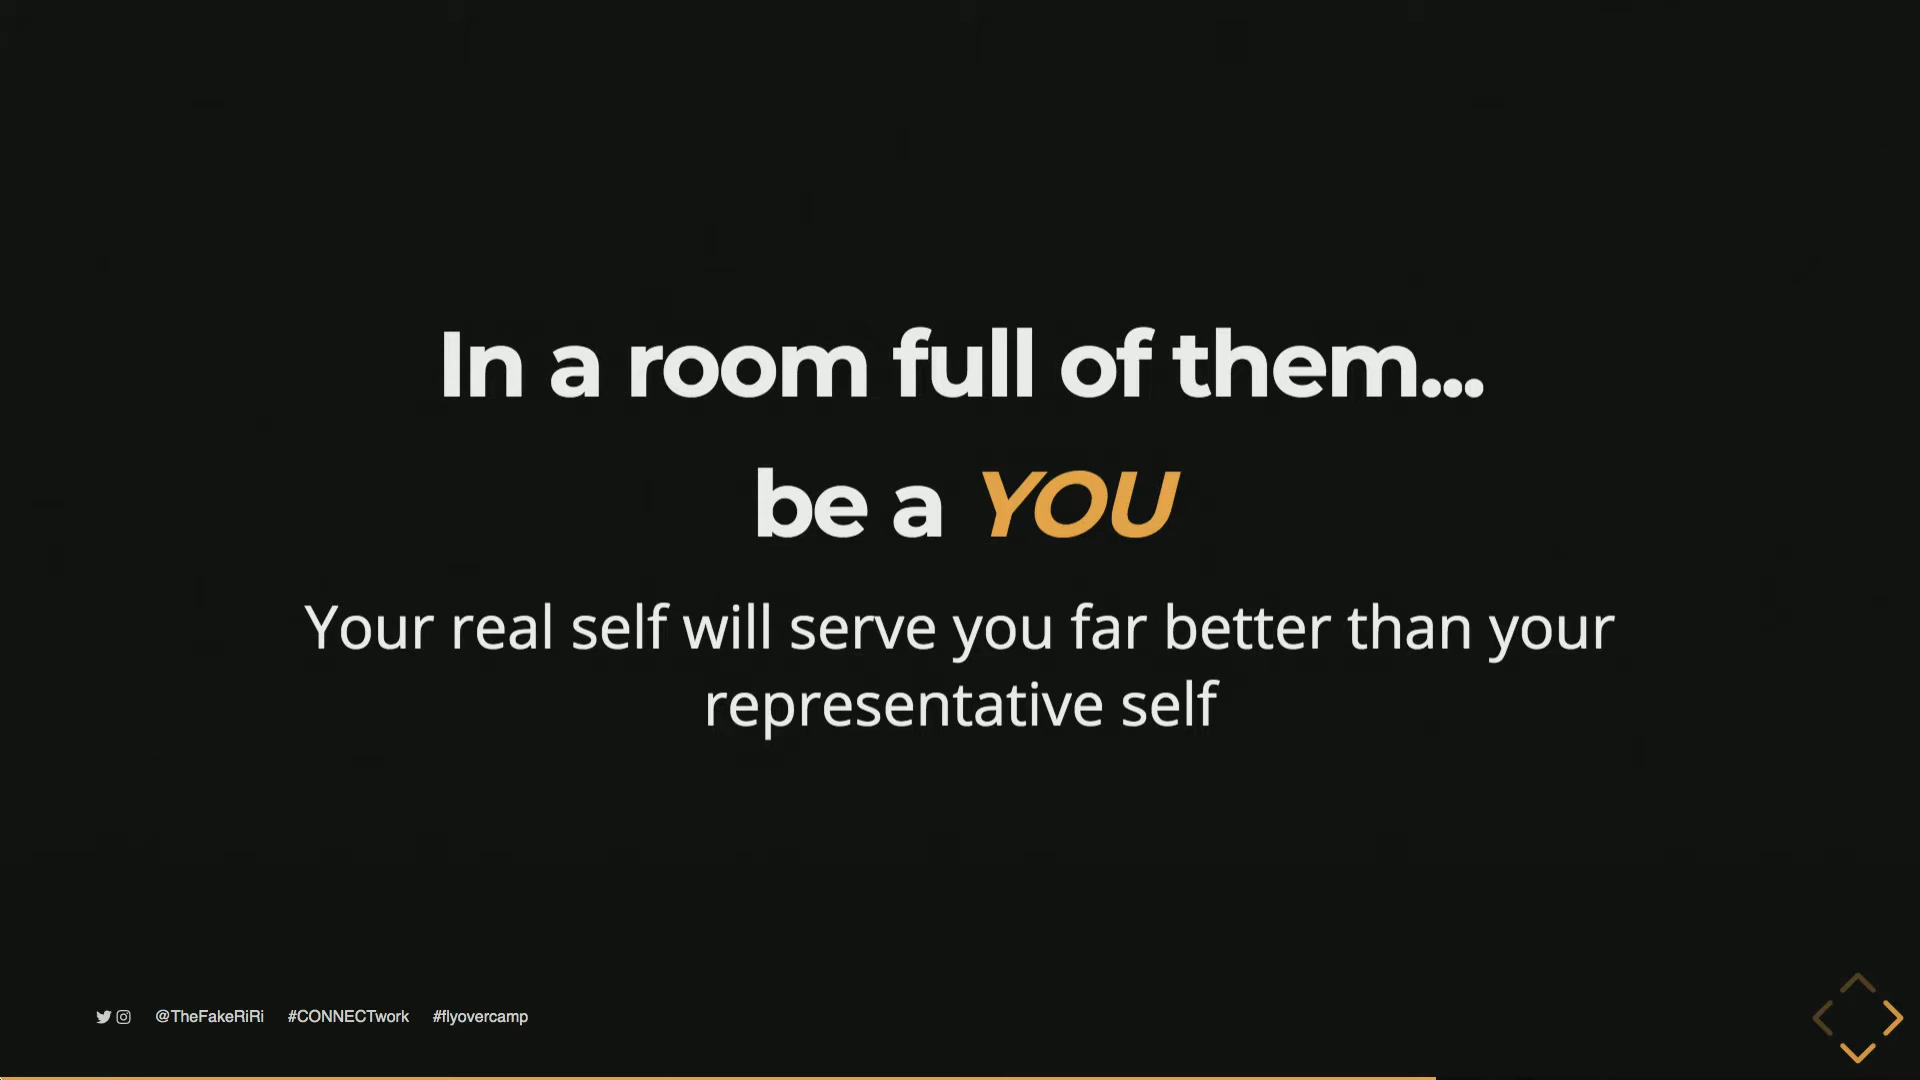 In a room full of them...
be a YOU
Your real self will serve you far better than your
representative self
@TheFakeRiRi #CONNECTwork #flyovercamp